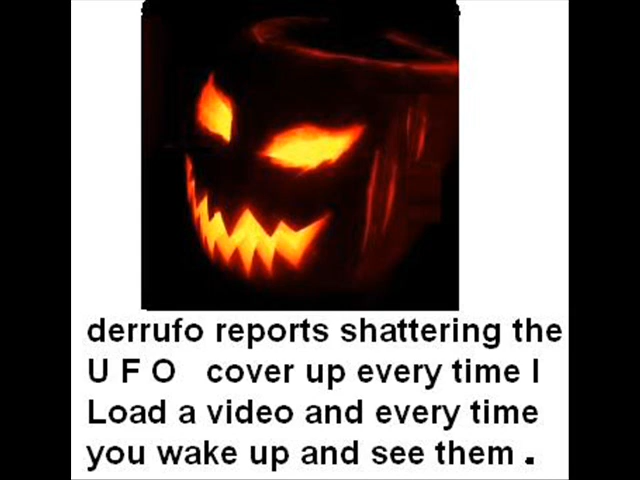 derrufo reports shattering the
U F O cover up every time I
Load a video and every time
you wake up and see them .